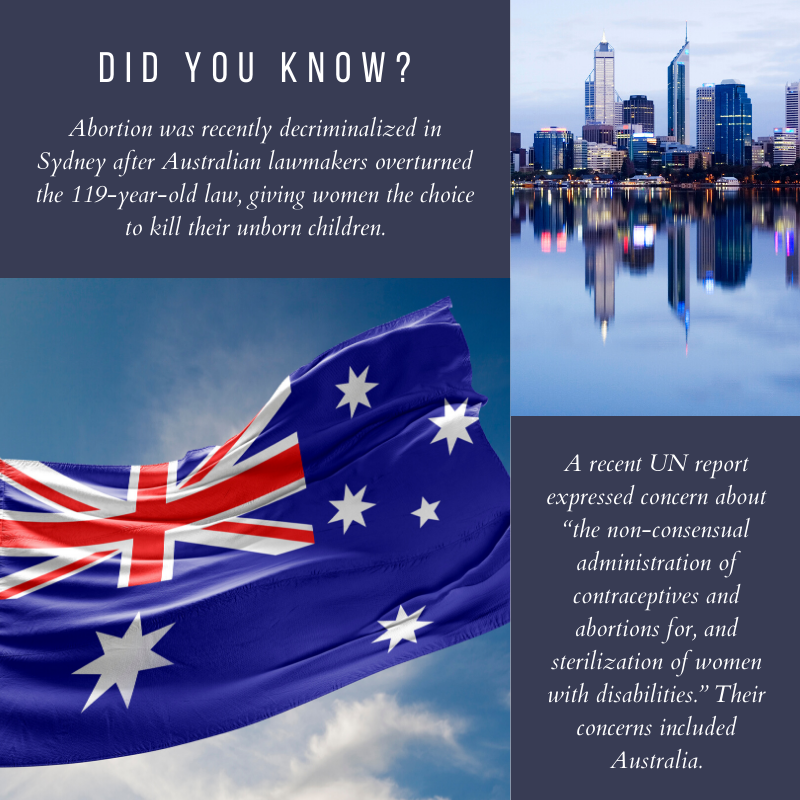 DID YOU KNOW?
Abortion was recently decriminalized in
Sydney after Australian lawmakers overturned
the 119-year-old law, giving women the choice
to kill their unborn children.
A recent UN report
expressed concern about
“the non-consensual
administration of
contraceptives and
abortions for, and
sterilization of women
with disabilities.” Their
concerns included
Australia.